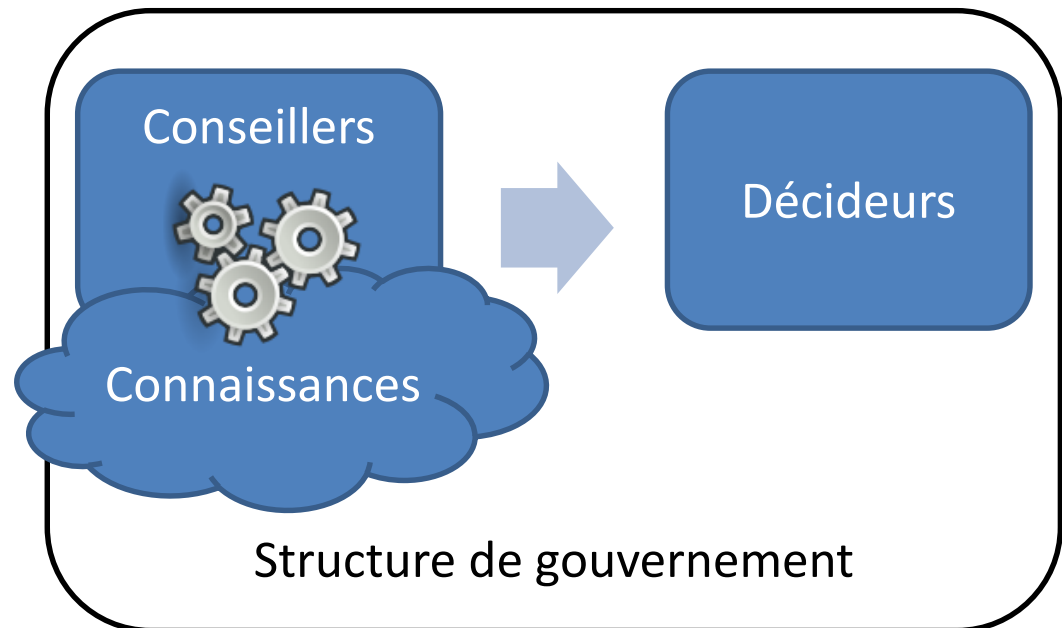 Conseillers
Décideurs
Connaissances
Structure de gouvernement